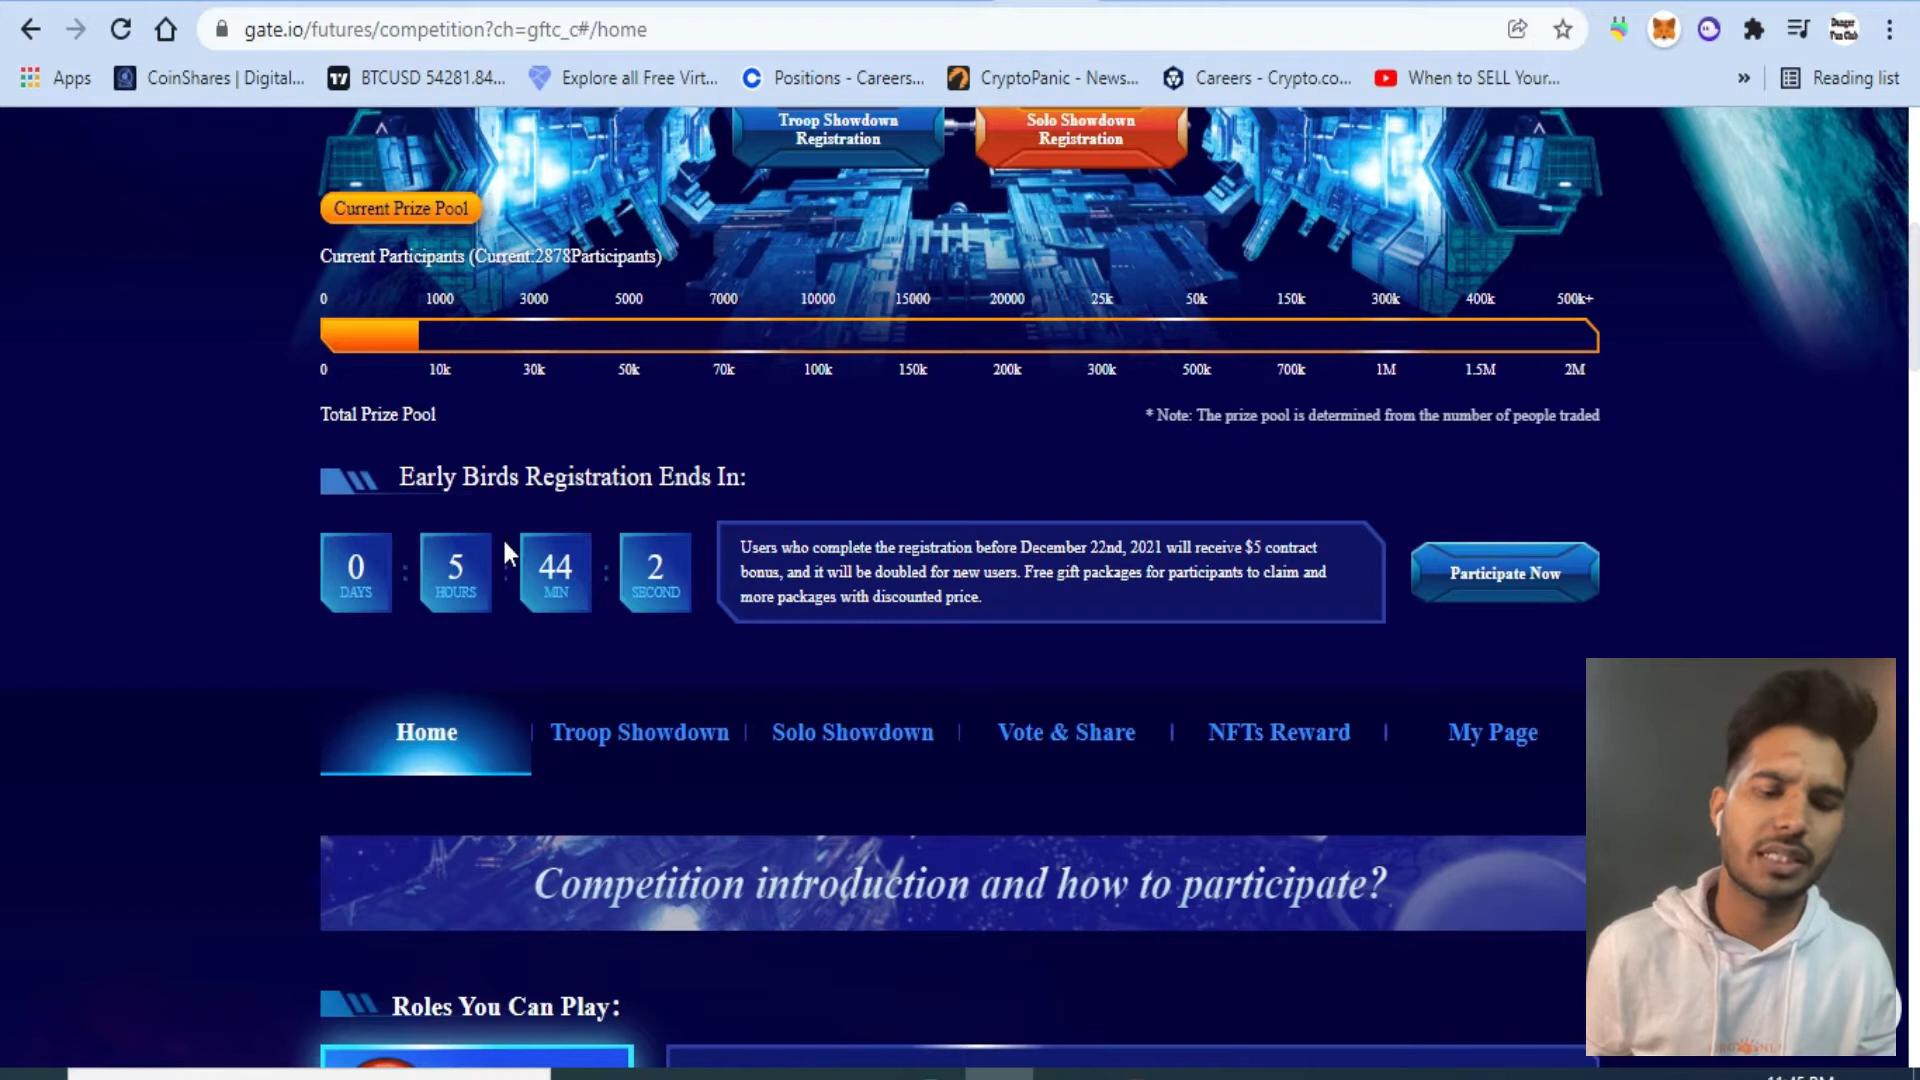 gate.io/futures/competition?ch=gftc_c#/home
Apps
CoinShares | Digital...
BTCUSD 54281.84...
Explore all Free Virt...
Positions - Careers...
CryptoPanic - News...
Careers - Crypto.co...
When to SELL Your...
»
Reading list
Troop Showdown
Registration
Solo Showdown
Registration
Current Prize Pool
Current Participants (Current:2878Participants)
0 1000 3000 5000 7000 10000 15000 20000 25k 50k 150k 300k 400k 500k+
0 10k 30k 50k 70k 100k 150k 200k 300k 500k 700k 1M 1.5M 2M
Total Prize Pool
* Note: The prize pool is determined from the number of people traded
Early Birds Registration Ends In:
0 : 5 : 44 : 2
DAYS HOURS MIN SECOND
Users who complete the registration before December 22nd, 2021 will receive $5 contract
bonus, and it will be doubled for new users. Free gift packages for participants to claim and
more packages with discounted price.
Participate Now
Home | Troop Showdown | Solo Showdown | Vote & Share | NFTs Reward | My Page
Competition introduction and how to participate?
Roles You Can Play: